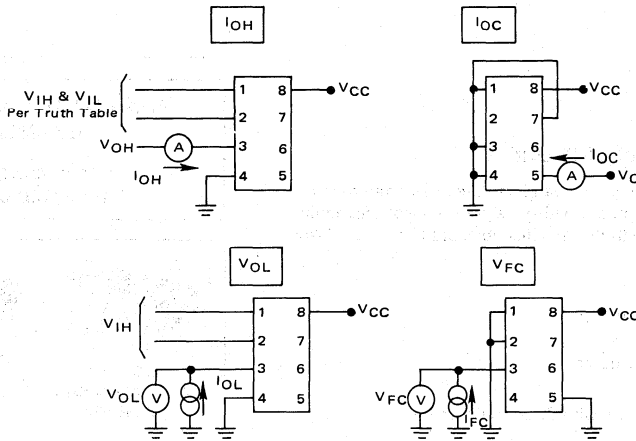 IOH
VIH & VIL
Per Truth Table
VOH
A
IOH
1 8
2 7
3 6
4 5
VCC
IOC
1 8
2 7
3 6
4 5
VCC
IOC
A
VC
VOL
VIH
VOL
V
IOL
1 8
2 7
3 6
4 5
VCC
VFC
VFC
V
IFC
1 8
2 7
3 6
4 5
VCC